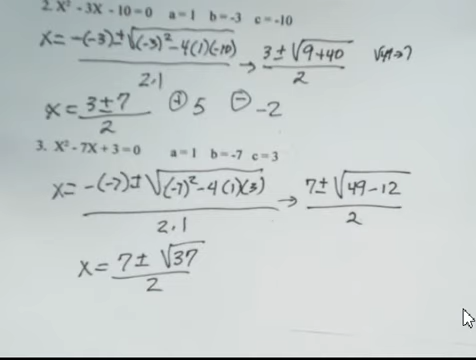 2. X² - 3X - 10 = 0 a = 1 b = -3 c = -10
x = -(-3) ± √(-3)² - 4(1)(-10) / 2.1 → 3 ± √9+40 / 2 √49 → 7
x = 3 ± 7 / 2 ⊕ 5 ⊖ -2
3. X² - 7X + 3 = 0 a = 1 b = -7 c = 3
x = -(-7) ± √(-7)² - 4(1)(3) / 2.1 → 7 ± √49 - 12 / 2
x = 7 ± √37 / 2